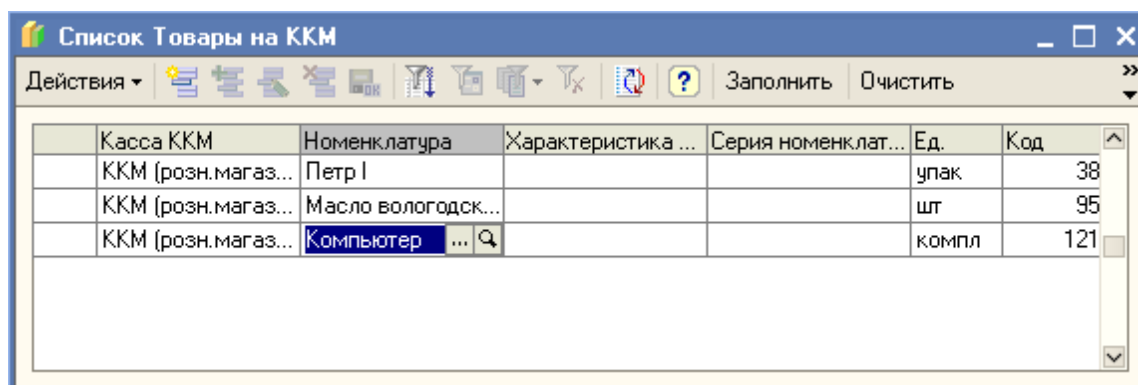 Список Товары на ККМ
Действия Заполнить Очистить
Касса ККМ Номенклатура Характеристика ... Серия номенклат... Ед. Код
ККМ (розн.магаз... Петр I упак 38
ККМ (розн.магаз... Масло вологодск... шт 95
ККМ (розн.магаз... Компьютер ... компл 121